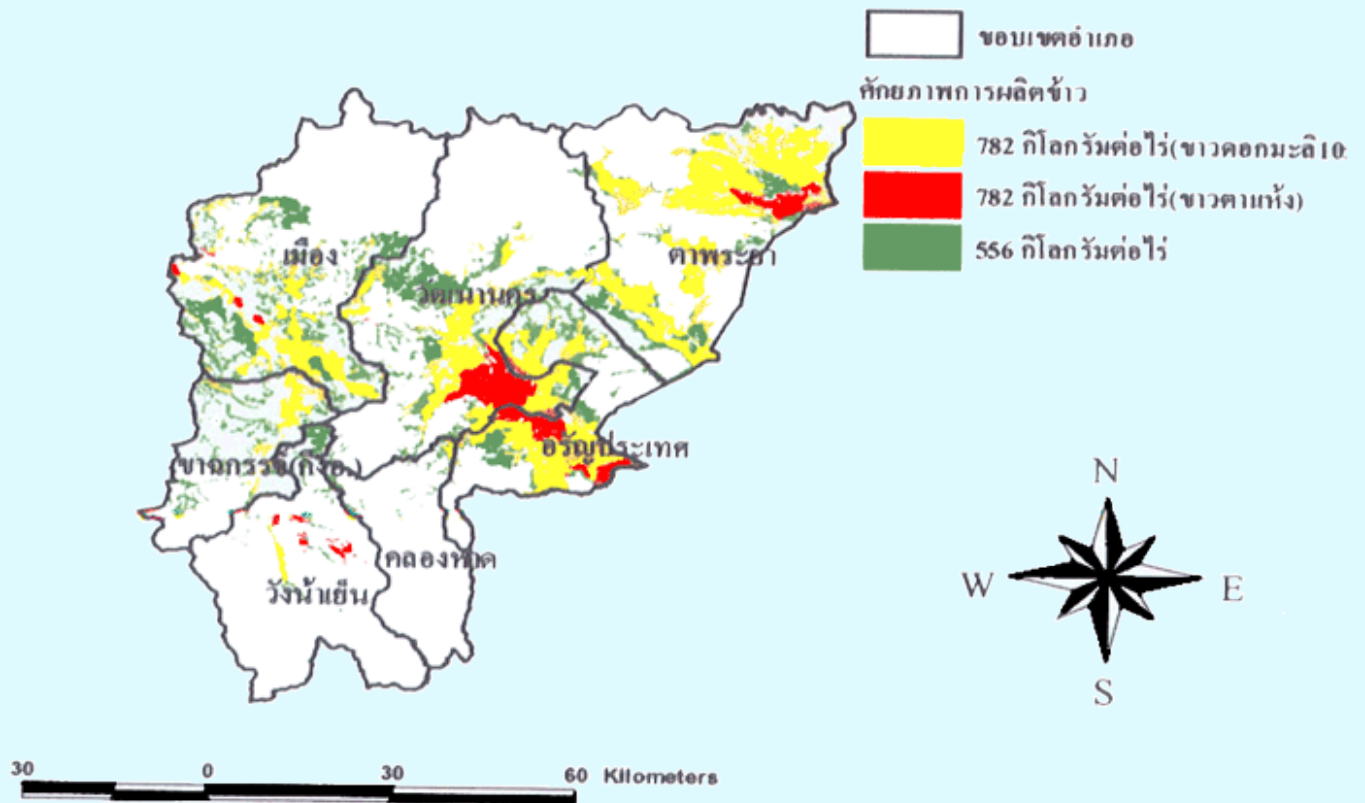 ขอบเขตอำเภอ
ศักยภาพการผลิตข้าว
782 กิโลกรัมต่อไร่(ขาวดอกมะลิ10
782 กิโลกรัมต่อไร่(ขาวตาแห้ง)
556 กิโลกรัมต่อไร่
เมือง
ตาพระยา
วัฒนานคร
อรัญประเทศ
เขาฉกรรจ์(กิ่งอ.)
คลองหาด
วังน้ำเย็น
N
W
E
S
30 0 30 60 Kilometers